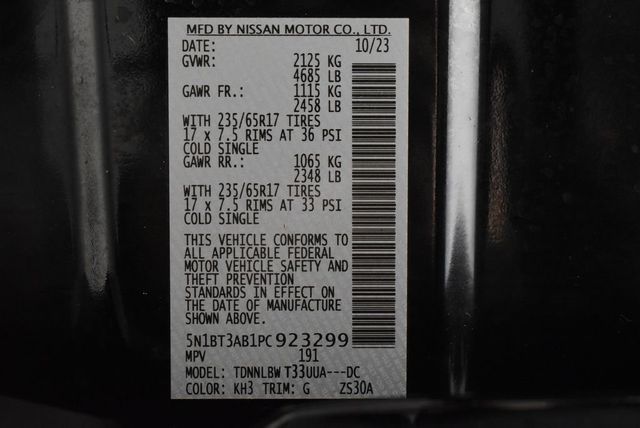 MFD BY NISSAN MOTOR CO., LTD.
DATE: 10/23
GVWR: 2125 KG
4685 LB
GAWR FR.: 1115 KG
2458 LB
WITH 235/65R17 TIRES
17 x 7.5 RIMS AT 36 PSI
COLD SINGLE
GAWR RR.: 1065 KG
2348 LB
WITH 235/65R17 TIRES
17 x 7.5 RIMS AT 33 PSI
COLD SINGLE
THIS VEHICLE CONFORMS TO
ALL APPLICABLE FEDERAL
MOTOR VEHICLE SAFETY AND
THEFT PREVENTION
STANDARDS IN EFFECT ON
THE DATE OF MANUFACTURE
SHOWN ABOVE.
5N1BT3AB1PC923299
MPV 191
MODEL: TDNNLBW T33UUA---DC
COLOR: KH3 TRIM: G ZS30A